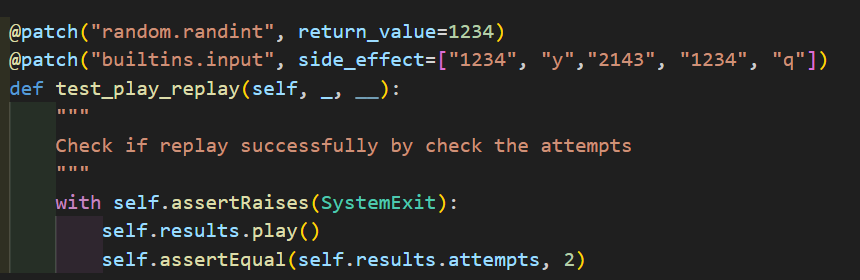 @patch("random.randint", return_value=1234)
@patch("builtins.input", side_effect=["1234", "y","2143", "1234", "q"])
def test_play_replay(self, _, __):
    """
    Check if replay successfully by check the attempts
    """
    with self.assertRaises(SystemExit):
        self.results.play()
        self.assertEqual(self.results.attempts, 2)